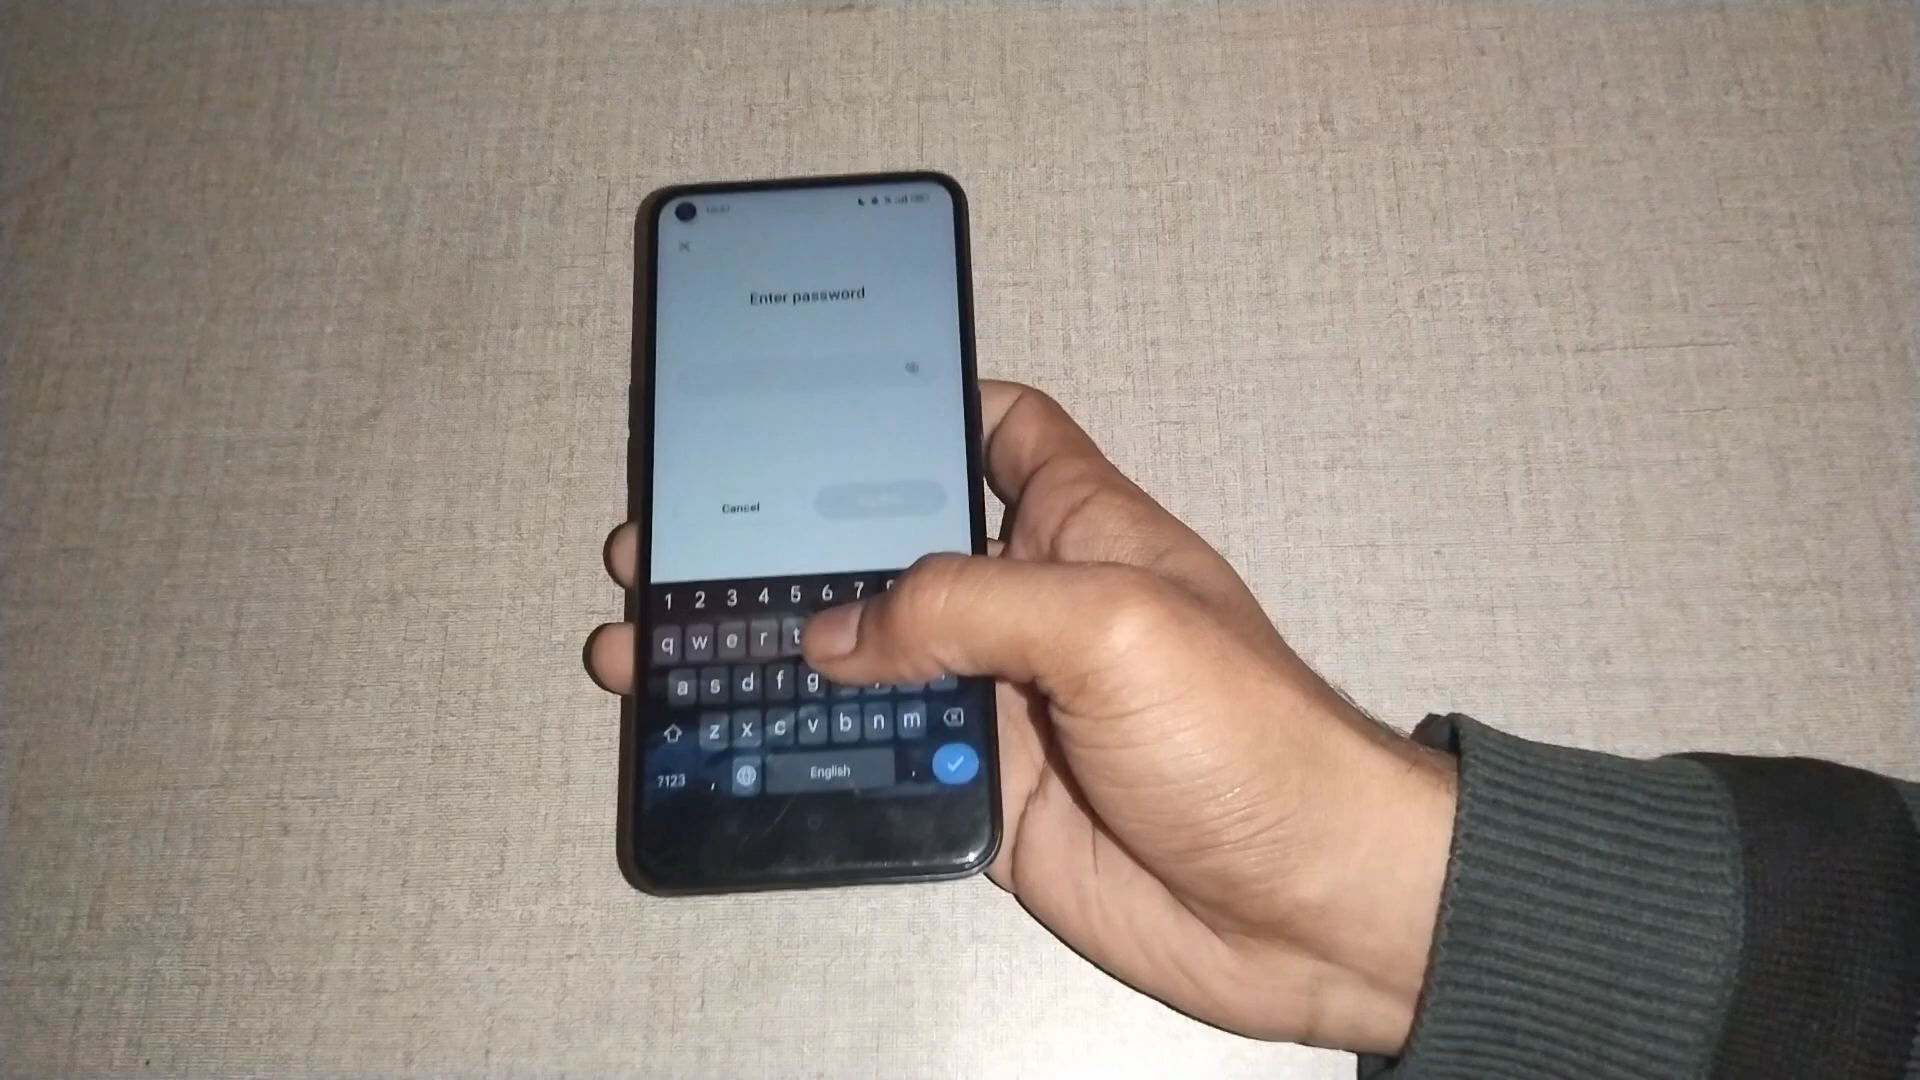 Enter password
Cancel
1 2 3 4 5 6 7
q w e r t
a s d f g
z x c v b n m
?123 , English .